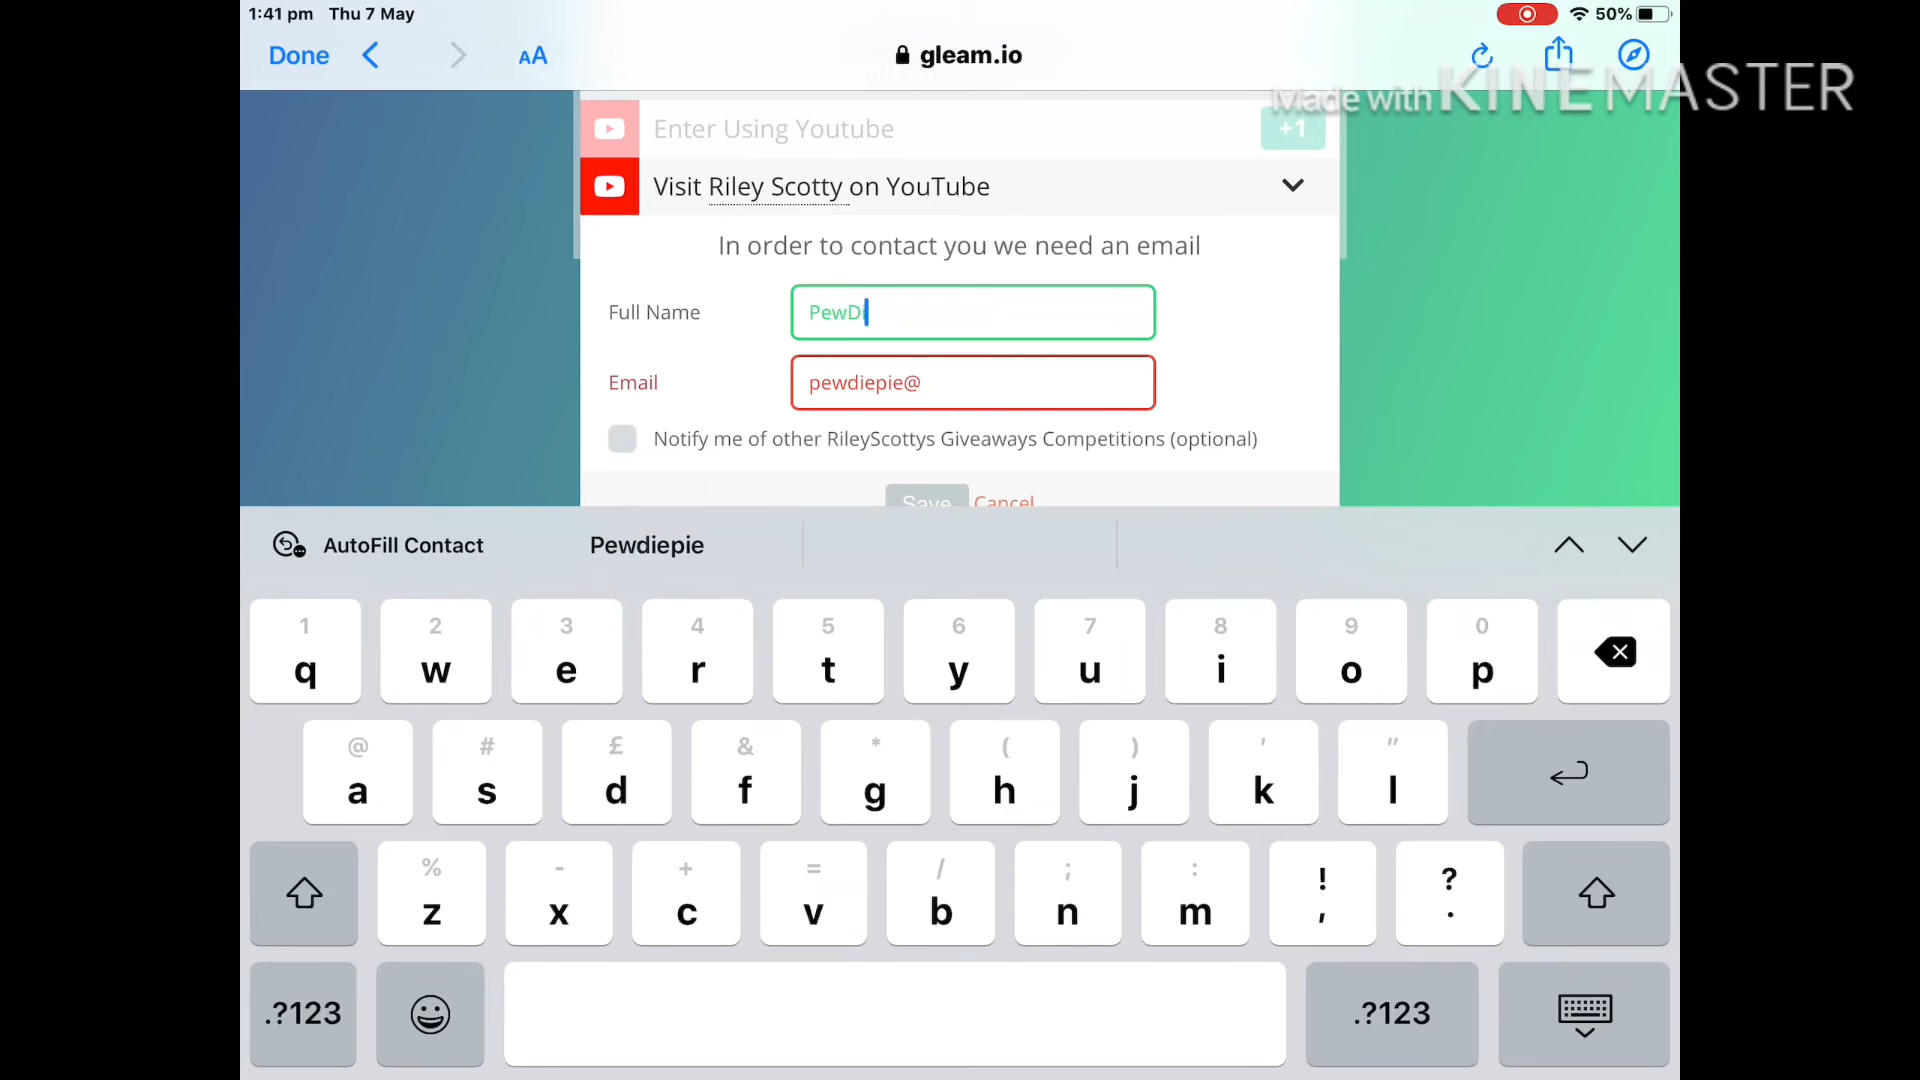 1:41 pm Thu 7 May
50%
Done
AA
gleam.io
Made with KINEMASTER
Enter Using Youtube
+1
Visit Riley Scotty on YouTube
In order to contact you we need an email
Full Name
PewDi
Email
pewdiepie@
Notify me of other RileyScottys Giveaways Competitions (optional)
Save Cancel
AutoFill Contact
Pewdiepie
1 2 3 4 5 6 7 8 9 0
q w e r t y u i o p
@ # £ & * ( ) ' "
a s d f g h j k l
% - + = / ; : ! ?
z x c v b n m , .
.?123 .?123